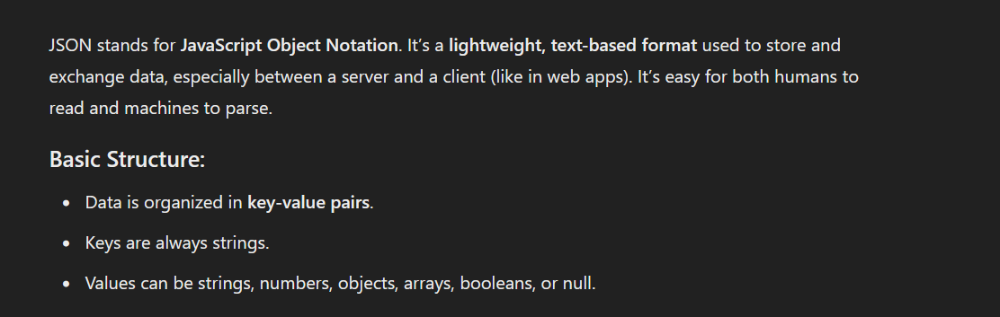 JSON stands for JavaScript Object Notation. It’s a lightweight, text-based format used to store and
exchange data, especially between a server and a client (like in web apps). It’s easy for both humans to
read and machines to parse.
Basic Structure:
• Data is organized in key-value pairs.
• Keys are always strings.
• Values can be strings, numbers, objects, arrays, booleans, or null.